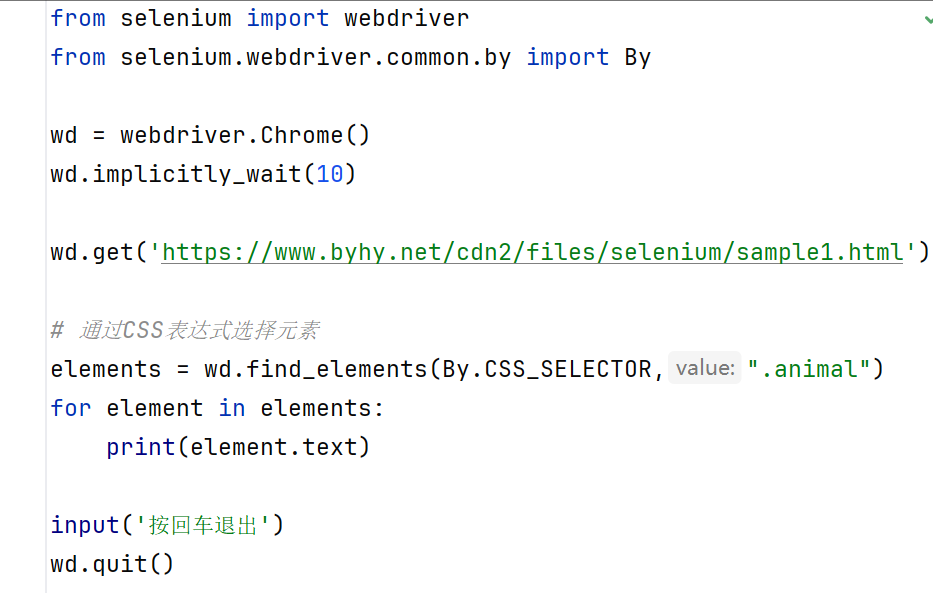 from selenium import webdriver
from selenium.webdriver.common.by import By
wd = webdriver.Chrome()
wd.implicitly_wait(10)
wd.get('https://www.byhy.net/cdn2/files/selenium/sample1.html')
# 通过CSS表达式选择元素
elements = wd.find_elements(By.CSS_SELECTOR, value: ".animal")
for element in elements:
    print(element.text)
input('按回车退出')
wd.quit()